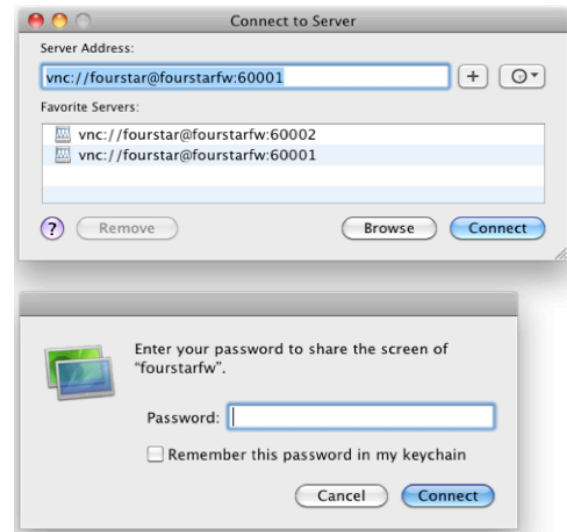 Connect to Server
Server Address:
vnc://fourstar@fourstarfw:60001
+
Favorite Servers:
vnc://fourstar@fourstarfw:60002
vnc://fourstar@fourstarfw:60001
? Remove Browse Connect
Enter your password to share the screen of
“fourstarfw”.
Password:
Remember this password in my keychain
Cancel Connect